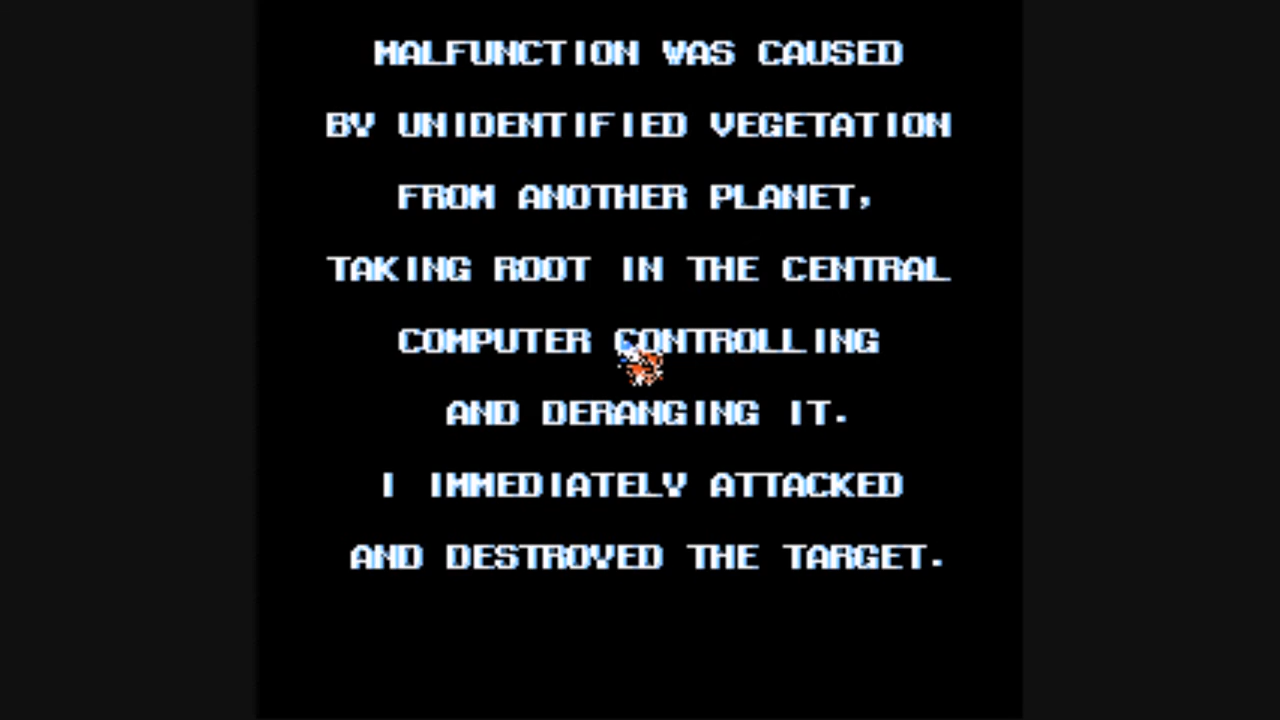 MALFUNCTION WAS CAUSED
BY UNIDENTIFIED VEGETATION
FROM ANOTHER PLANET,
TAKING ROOT IN THE CENTRAL
COMPUTER CONTROLLING
AND DERANGING IT.
I IMMEDIATELY ATTACKED
AND DESTROYED THE TARGET.